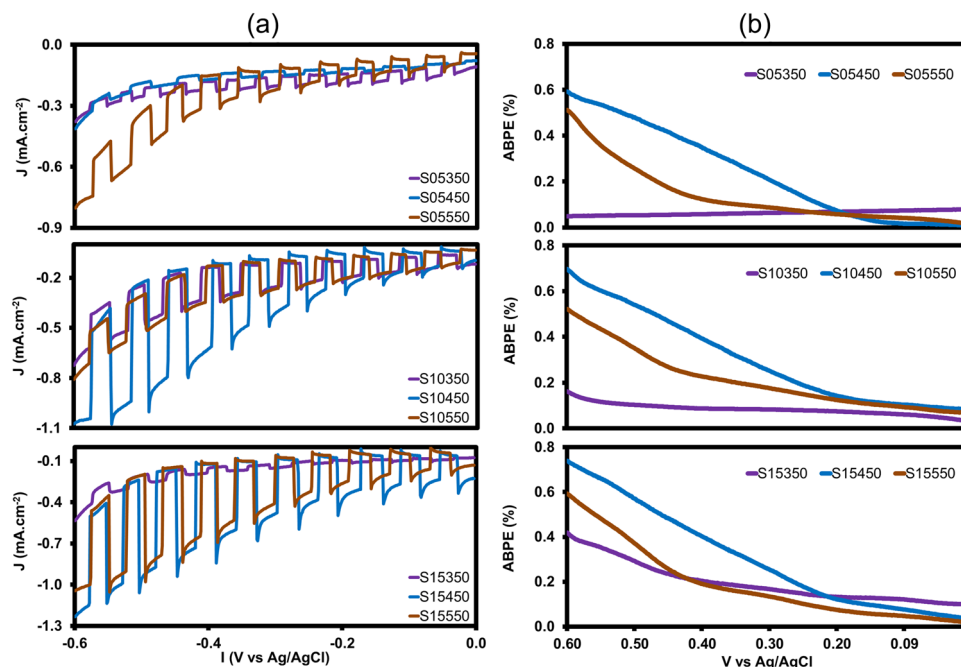 (a)
(b)
0.0
-0.3
-0.6
-0.9
J (mA.cm-2)
S05350
S05450
S05550
0.8
0.6
0.4
0.2
0.0
ABPE (%)
S05350 S05450 S05550
-0.2
-0.5
-0.8
-1.1
J (mA.cm-2)
S10350
S10450
S10550
0.8
0.6
0.4
0.2
0.0
ABPE (%)
S10350 S10450 S10550
-0.1
-0.4
-0.7
-1.0
-1.3
J (mA.cm-2)
S15350
S15450
S15550
-0.6 -0.4 -0.2 0.0
I (V vs Ag/AgCl)
0.8
0.6
0.4
0.2
0.0
ABPE (%)
S15350 S15450 S15550
0.60 0.50 0.40 0.30 0.20 0.09
V vs Ag/AgCl